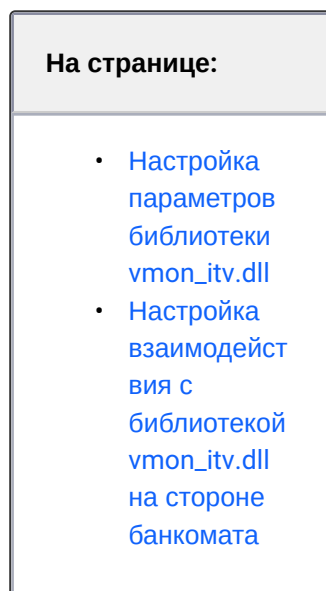 На странице:
• Настройка
параметров
библиотеки
vmon_itv.dll
• Настройка
взаимодейст
вия с
библиотекой
vmon_itv.dll
на стороне
банкомата